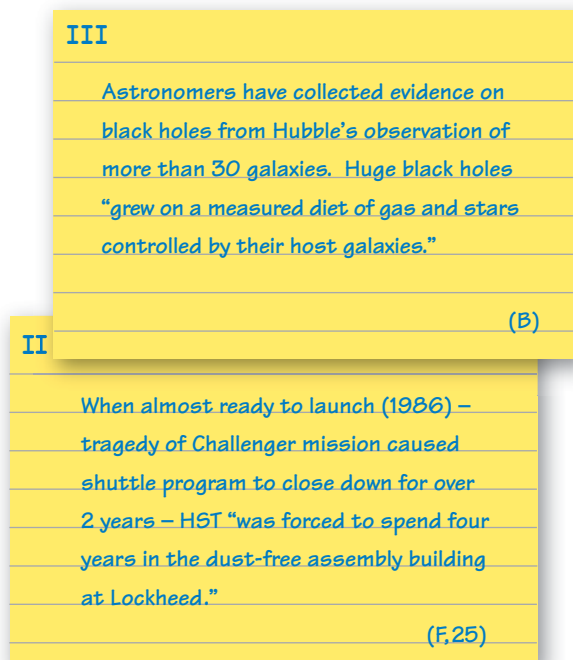 III
Astronomers have collected evidence on
black holes from Hubble's observation of
more than 30 galaxies. Huge black holes
“grew on a measured diet of gas and stars
controlled by their host galaxies.”
(B)
II
When almost ready to launch (1986) –
tragedy of Challenger mission caused
shuttle program to close down for over
2 years – HST “was forced to spend four
years in the dust-free assembly building
at Lockheed.”
(F, 25)